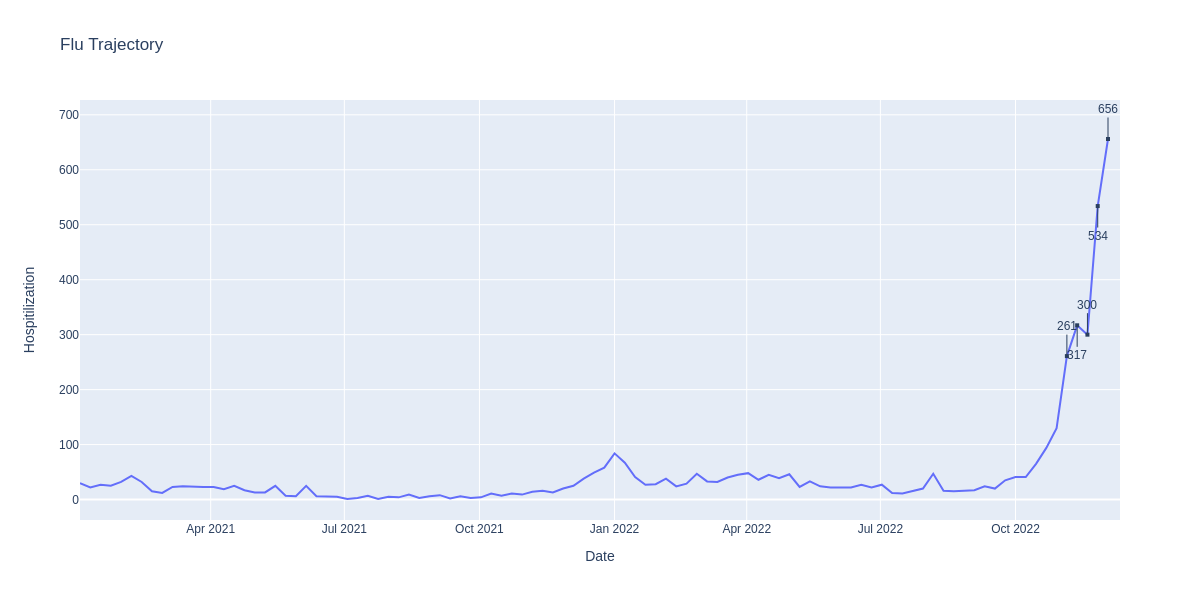 Flu Trajectory
Hospitilization
700
600
500
400
300
200
100
0
656
534
300
261
317
Apr 2021
Jul 2021
Oct 2021
Jan 2022
Apr 2022
Jul 2022
Oct 2022
Date